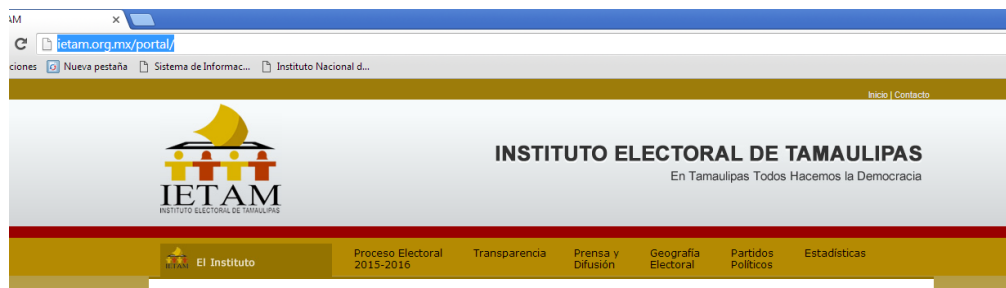 AM ×
ietam.org.mx/portal/
ciones Nueva pestaña Sistema de Informac... Instituto Nacional d...
Inicio | Contacto
INSTITUTO ELECTORAL DE TAMAULIPAS
En Tamaulipas Todos Hacemos la Democracia
IETAM
INSTITUTO ELECTORAL DE TAMAULIPAS
IETAM El Instituto
Proceso Electoral
2015-2016
Transparencia
Prensa y
Difusión
Geografía
Electoral
Partidos
Políticos
Estadísticas